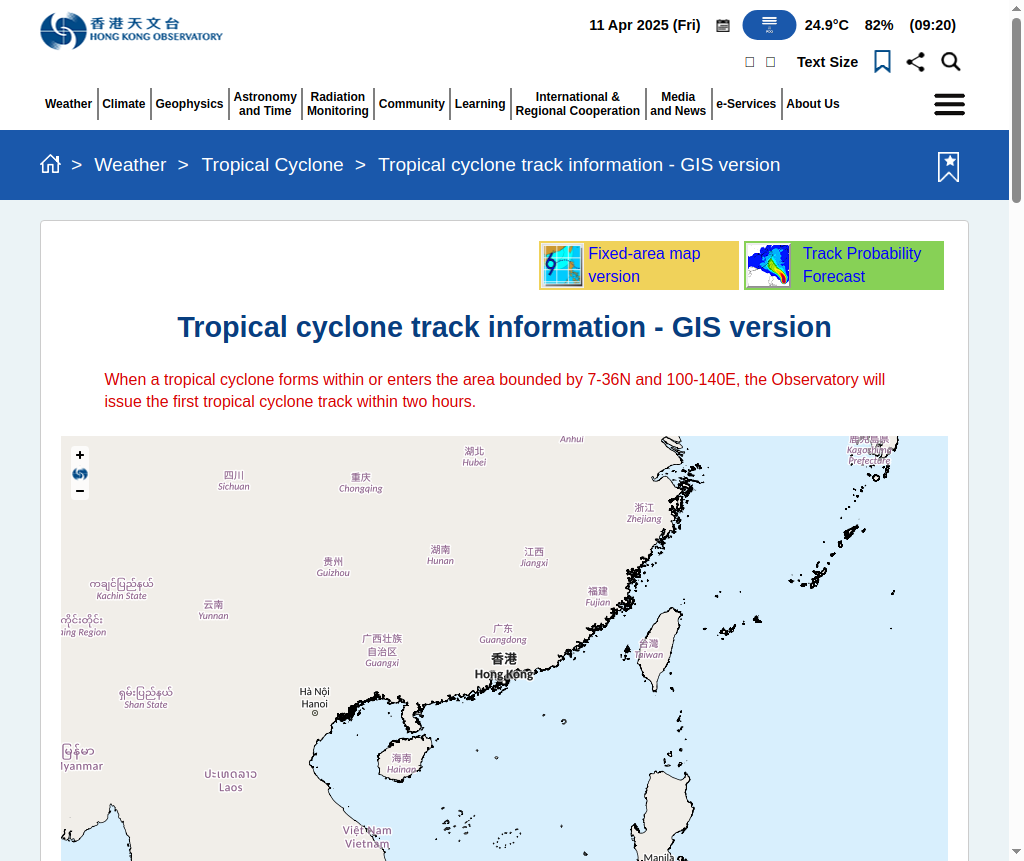 香港天文台
HONG KONG OBSERVATORY
11 Apr 2025 (Fri)
24.9°C 82% (09:20)
Text Size
Weather
Climate
Geophysics
Astronomy
and Time
Radiation
Monitoring
Community
Learning
International &
Regional Cooperation
Media
and News
e-Services
About Us
> Weather > Tropical Cyclone > Tropical cyclone track information - GIS version
Fixed-area map
version
Track Probability
Forecast
Tropical cyclone track information - GIS version
When a tropical cyclone forms within or enters the area bounded by 7-36N and 100-140E, the Observatory will
issue the first tropical cyclone track within two hours.
+
−
Anhui
湖北
Hubei
Kagoshima
Prefecture
四川
Sichuan
重庆
Chongqing
浙江
Zhejiang
湖南
Hunan
江西
Jiangxi
贵州
Guizhou
ကချင်ပြည်နယ်
Kachin State
云南
Yunnan
福建
Fujian
ing Region
广东
Guangdong
广西壮族
自治区
Guangxi
台灣
Taiwan
香港
Hong Kong
ရှမ်းပြည်နယ်
Shan State
Hà Nội
Hanoi
မြန်မာ
Myanmar
ປະເທດລາວ
Laos
海南
Hainan
Việt Nam
Vietnam
Manila